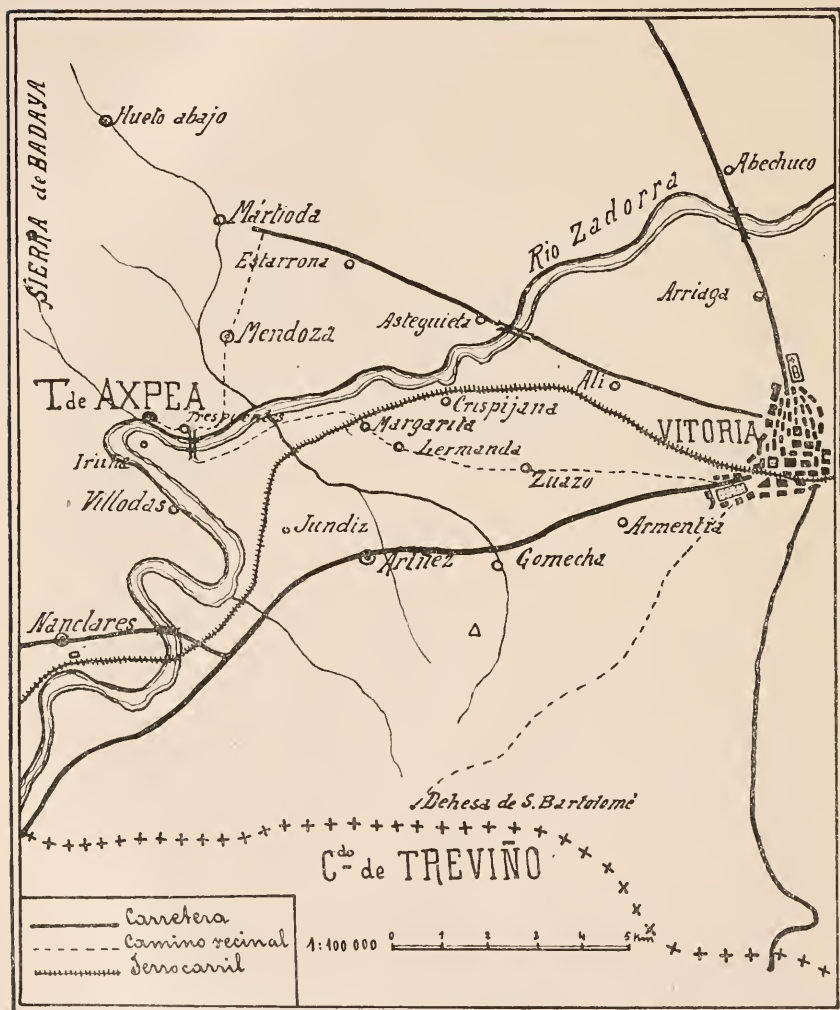 SIERRA de BADAYA
Hueto abajo
Abechuco
Mártioda
Rio Zadorra
Estarrona
Arriaga
Asteguieta
Mendoza
Ali
T. de AXPEA
Trespuentes
Crispijana
Margarita
VITORIA
Iruña
Lermanda
Zuazo
Villodas
Jundiz
Armentia
Ariñez
Gomecha
Nanclares
Dehesa de S. Bartolomé
Cdo de TREVIÑO
Carretera
Camino vecinal
Ferrocarril
1:100 000 0 1 2 3 4 5 Km